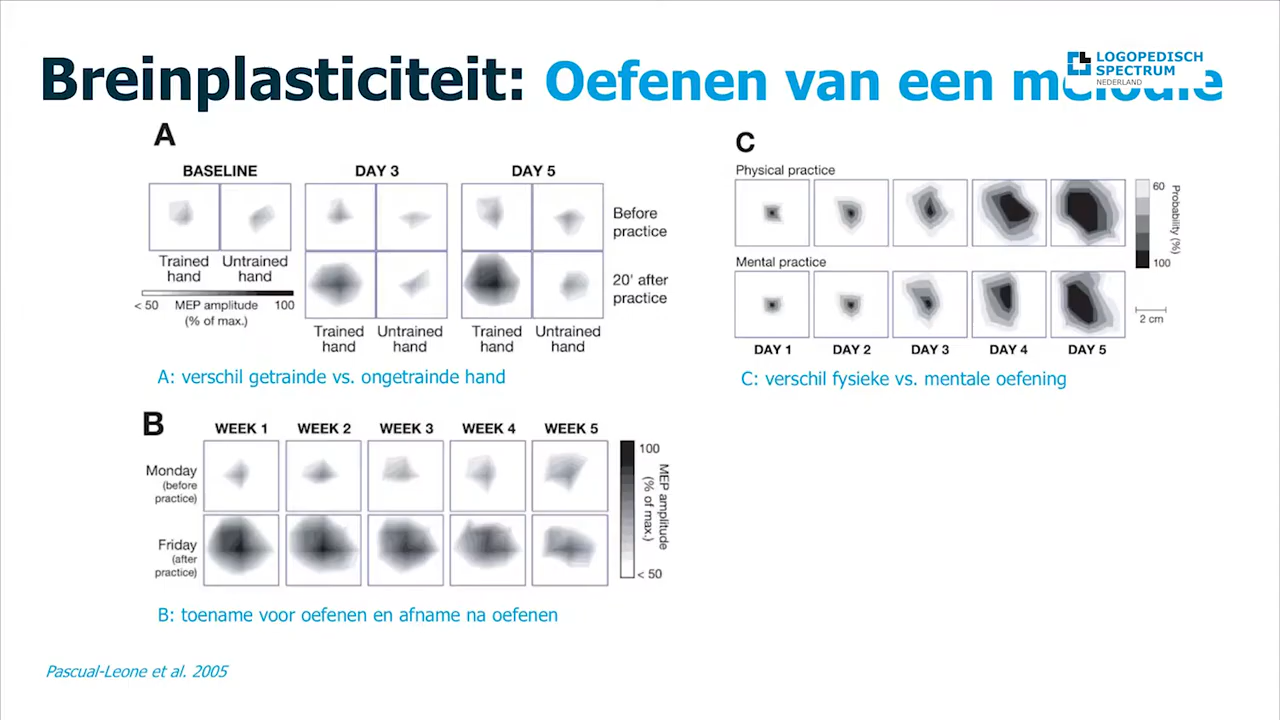 Breinplasticiteit: Oefenen van een
LOGOPEDISCH
SPECTRUM
NEDERLAND
A
BASELINE
DAY 3
DAY 5
Before
practice
Trained
hand
Untrained
hand
< 50
MEP amplitude
(% of max.)
100
20' after
practice
Trained
hand
Untrained
hand
Trained
hand
Untrained
hand
A: verschil getrainde vs. ongetrainde hand
B
WEEK 1
WEEK 2
WEEK 3
WEEK 4
WEEK 5
Monday
(before
practice)
Friday
(after
practice)
100
MEP amplitude
(% of max.)
< 50
B: toename voor oefenen en afname na oefenen
C
Physical practice
60
Probability (%)
100
Mental practice
2 cm
DAY 1
DAY 2
DAY 3
DAY 4
DAY 5
C: verschil fysieke vs. mentale oefening
Pascual-Leone et al. 2005